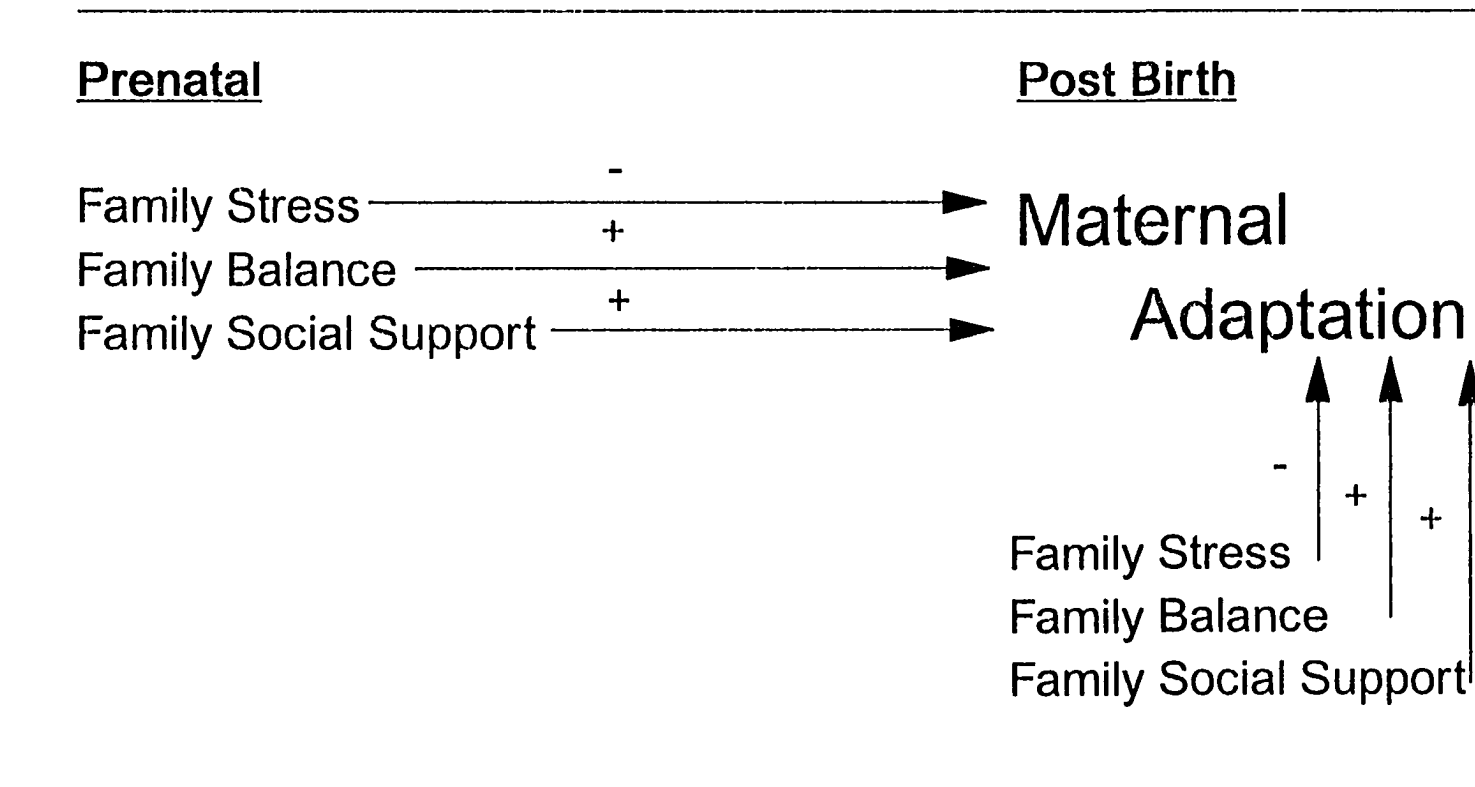 Prenatal
Post Birth
-
Family Stress
+
Maternal
Family Balance
+
Adaptation
Family Social Support
-
+
+
Family Stress
Family Balance
Family Social Support